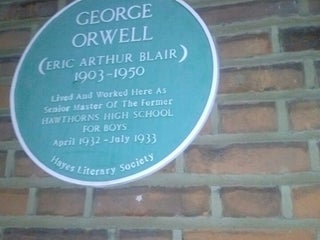 GEORGE
ORWELL
(ERIC ARTHUR BLAIR)
1903-1950
Lived And Worked Here As
Senior Master Of The Former
HAWTHORNS HIGH SCHOOL
FOR BOYS
April 1932 - July 1933
Hayes Literary Society